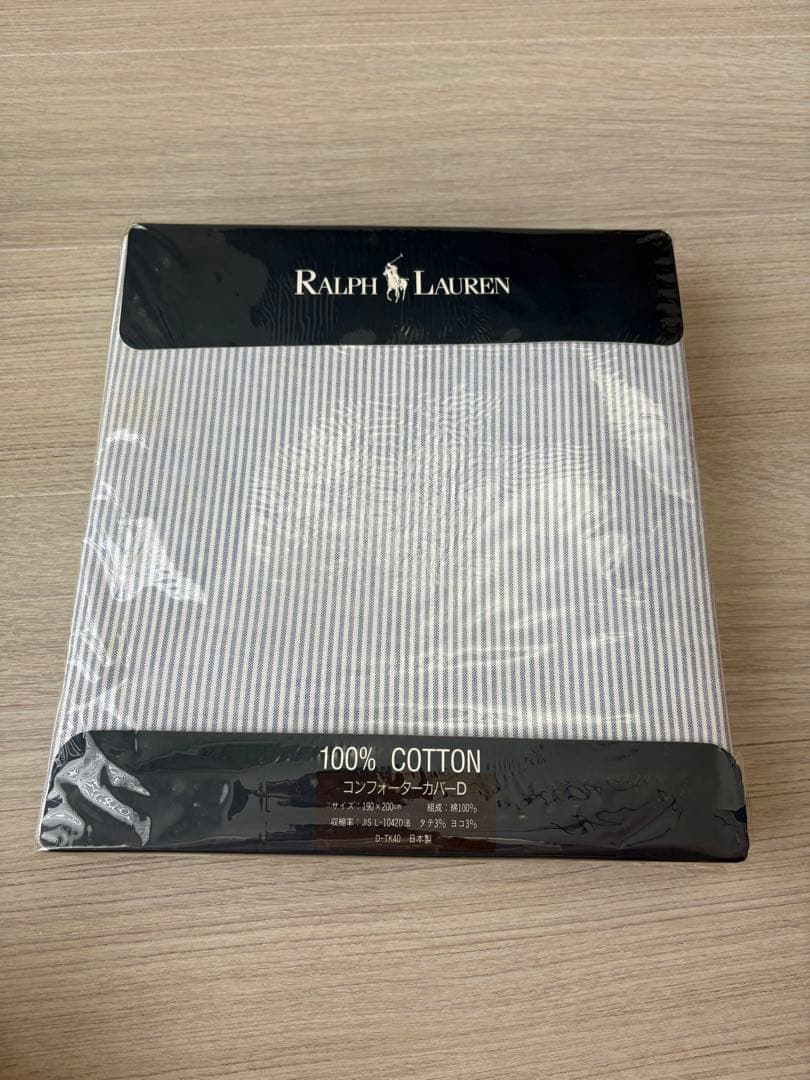 RALPH LAUREN
100% COTTON
コンフォーターカバーD
サイズ：190×200cm 組成：綿100%
収縮率：JIS L-1042D法 タテ3% ヨコ3%
D-TK40 日本製